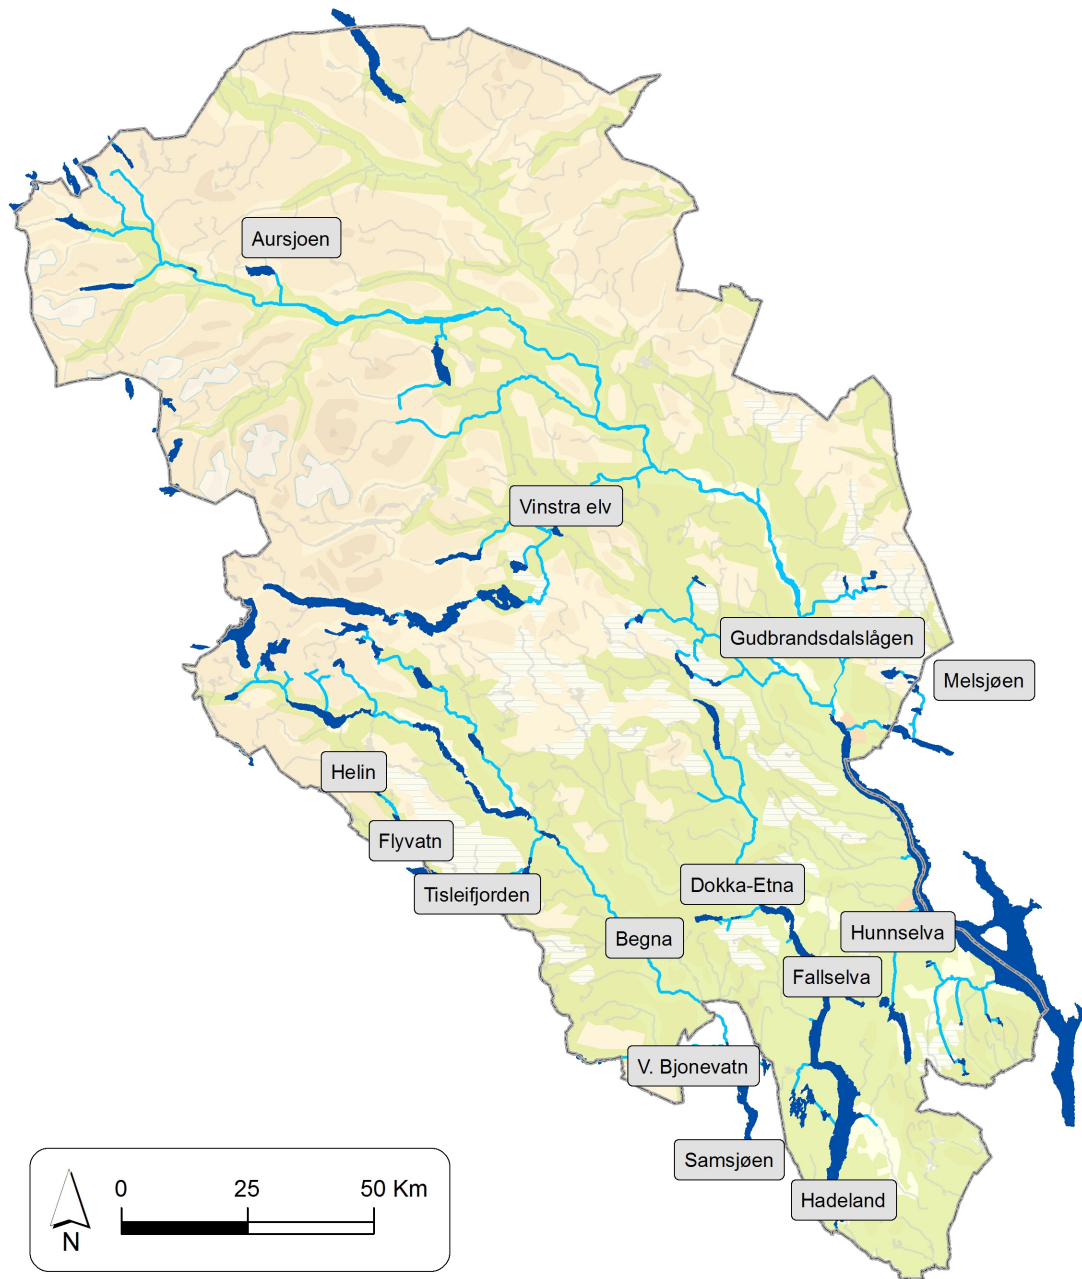 Aursjoen
Vinstra elv
Gudbrandsdalslågen
Melsjøen
Helin
Flyvatn
Tisleifjorden
Dokka-Etna
Begna
Hunnselva
Fallselva
V. Bjonevatn
Samsjøen
Hadeland
0 25 50 Km
N